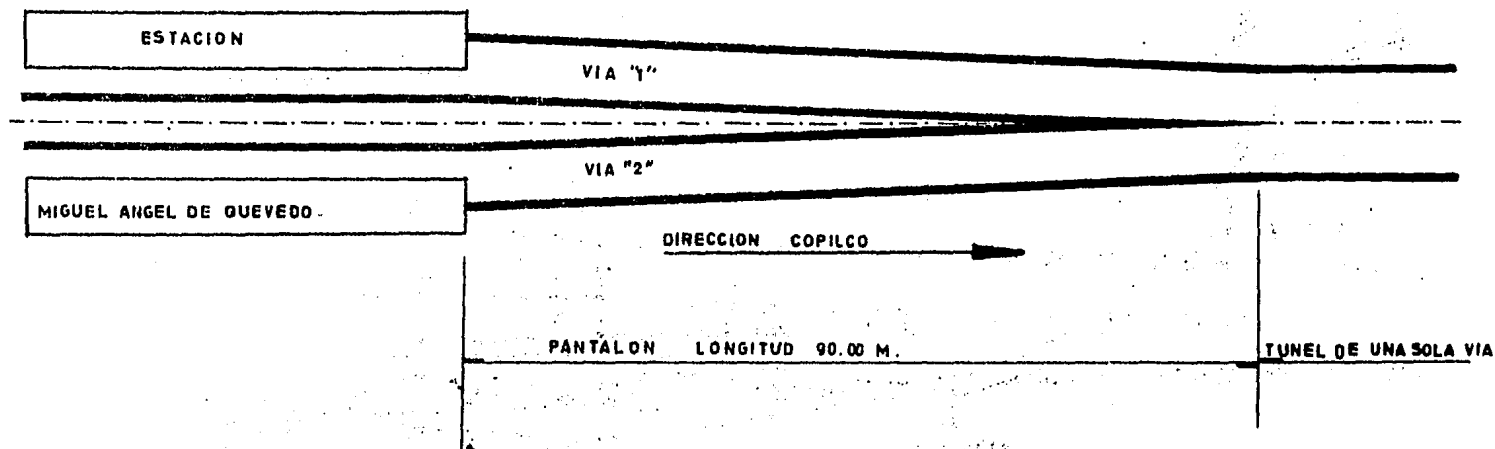 ESTACION
VIA "1"
VIA "2"
MIGUEL ANGEL DE QUEVEDO.
DIRECCION COPILCO
PANTALON LONGITUD 90.00 M.
TUNEL DE UNA SOLA VIA